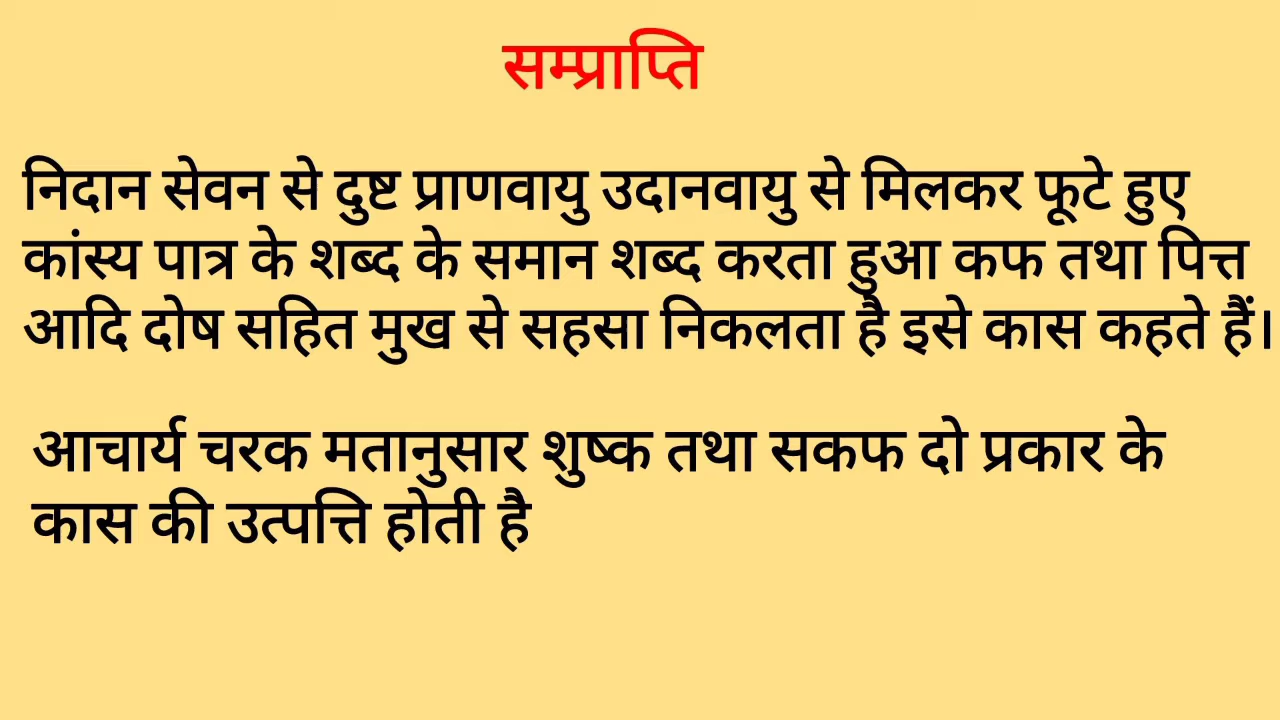 सम्प्राप्ति
निदान सेवन से दुष्ट प्राणवायु उदानवायु से मिलकर फूटे हुए
कांस्य पात्र के शब्द के समान शब्द करता हुआ कफ तथा पित्त
आदि दोष सहित मुख से सहसा निकलता है इसे कास कहते हैं।
आचार्य चरक मतानुसार शुष्क तथा सकफ दो प्रकार के
कास की उत्पत्ति होती है